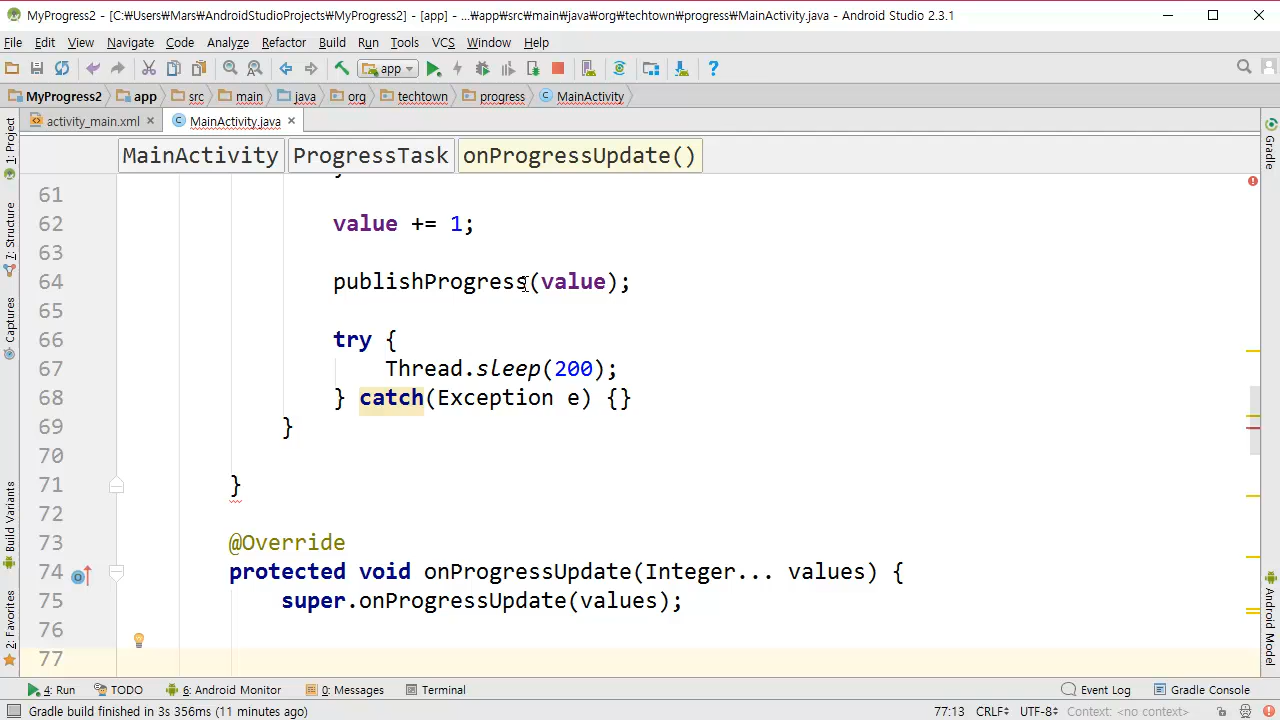 MyProgress2 - [C:₩Users₩Mars₩AndroidStudioProjects₩MyProgress2] - [app] - ...₩app₩src₩main₩java₩org₩techtown₩progress₩MainActivity.java - Android Studio 2.3.1
File Edit View Navigate Code Analyze Refactor Build Run Tools VCS Window Help
app
MyProgress2 app src main java org techtown progress MainActivity
activity_main.xml MainActivity.java
MainActivity ProgressTask onProgressUpdate()
61
62 value += 1;
63
64 publishProgress(value);
65
66 try {
67 Thread.sleep(200);
68 } catch(Exception e) {}
69 }
70
71 }
72
73 @Override
74 protected void onProgressUpdate(Integer... values) {
75 super.onProgressUpdate(values);
76
77
1: Project
7: Structure
Captures
Build Variants
2: Favorites
Gradle
Android Model
4: Run TODO 6: Android Monitor 0: Messages Terminal Event Log Gradle Console
Gradle build finished in 3s 356ms (11 minutes ago) 77:13 CRLF÷ UTF-8÷ Context: <no context>